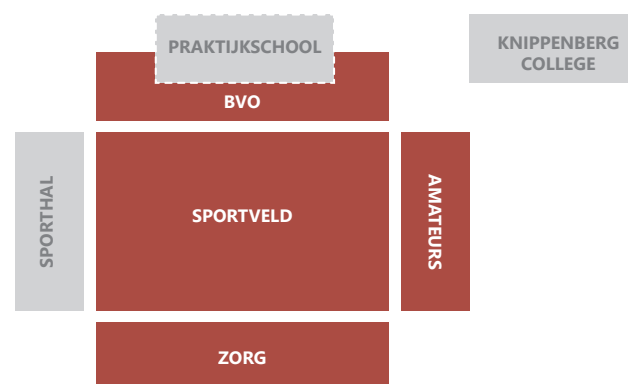 PRAKTIJKSCHOOL
KNIPPENBERG
COLLEGE
BVO
SPORTHAL
SPORTVELD
AMATEURS
ZORG